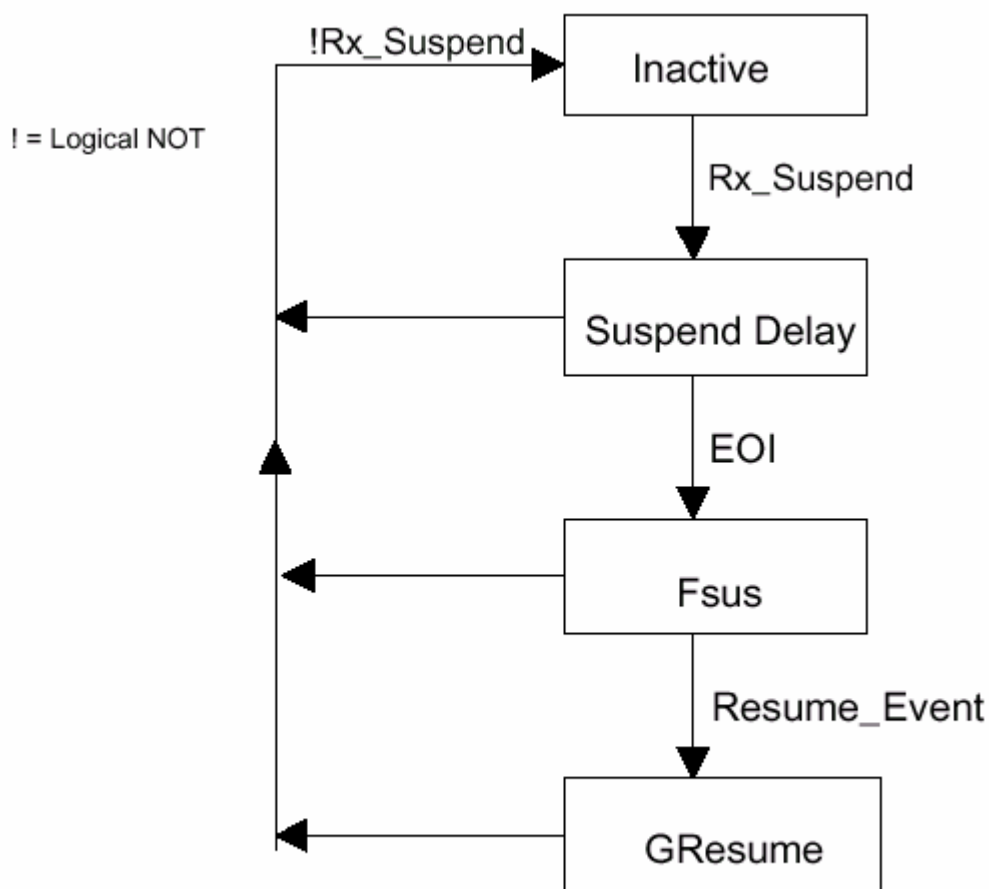 !Rx_Suspend
Inactive
! = Logical NOT
Rx_Suspend
Suspend Delay
EOI
Fsus
Resume_Event
GResume